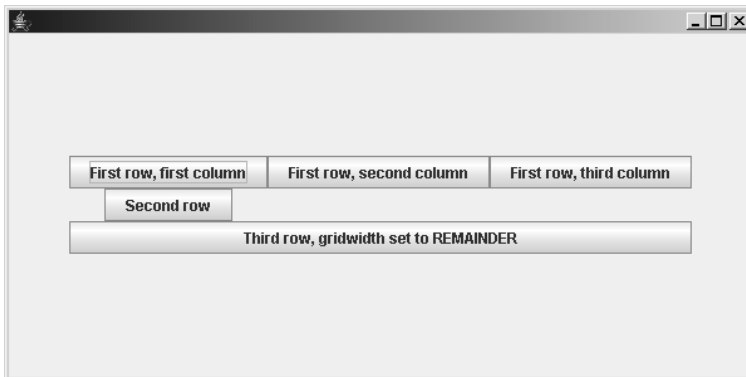 First row, first column First row, second column First row, third column
Second row
Third row, gridwidth set to REMAINDER